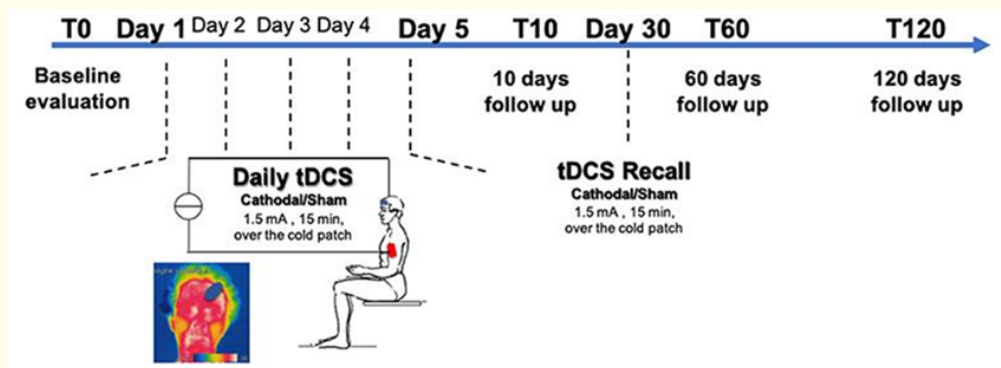 T0 Day 1 Day 2 Day 3 Day 4 Day 5 T10 Day 30 T60 T120
Baseline
evaluation
10 days
follow up
60 days
follow up
120 days
follow up
Daily tDCS
Cathodal/Sham
1.5 mA , 15 min,
over the cold patch
tDCS Recall
Cathodal/Sham
1.5 mA , 15 min,
over the cold patch